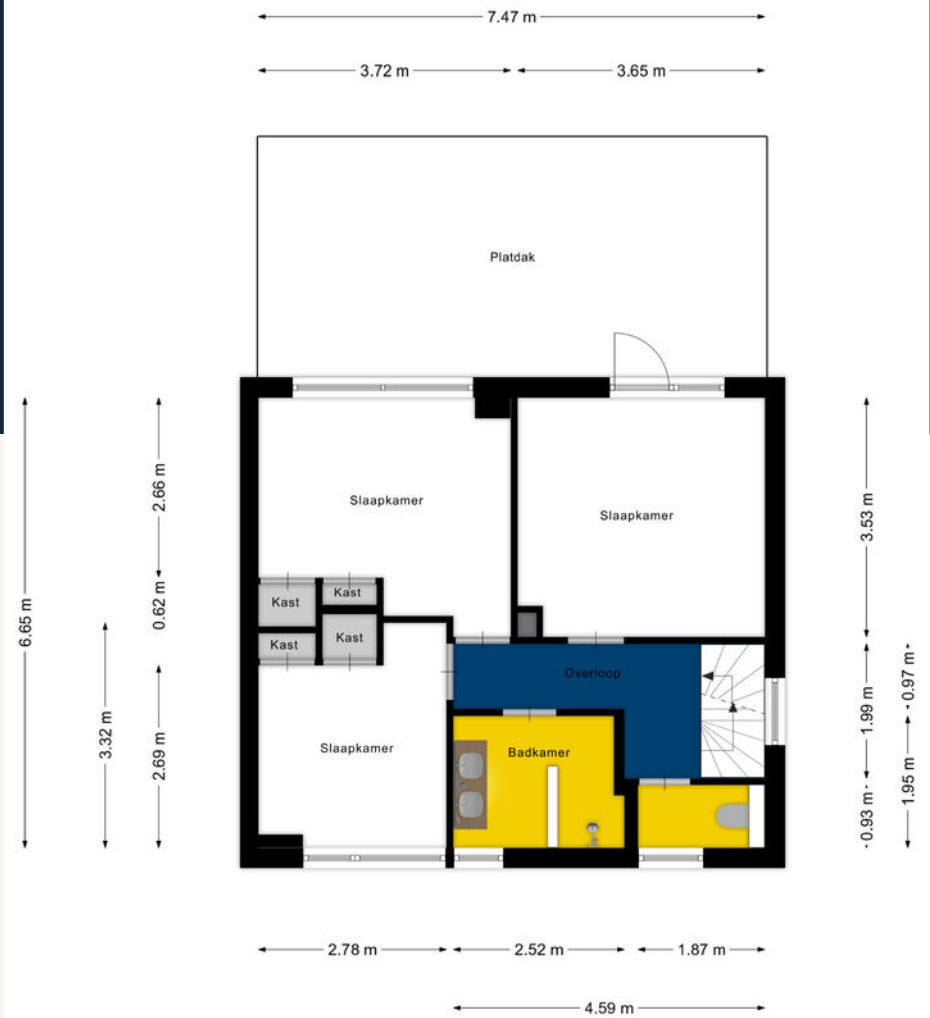 7.47 m
3.72 m
3.65 m
Platdak
2.66 m
Slaapkamer
Slaapkamer
3.53 m
6.65 m
0.62 m
Kast
Kast
Kast
Kast
Overloop
0.97 m
1.99 m
3.32 m
2.69 m
Slaapkamer
Badkamer
1.95 m
0.93 m
2.78 m
2.52 m
1.87 m
4.59 m